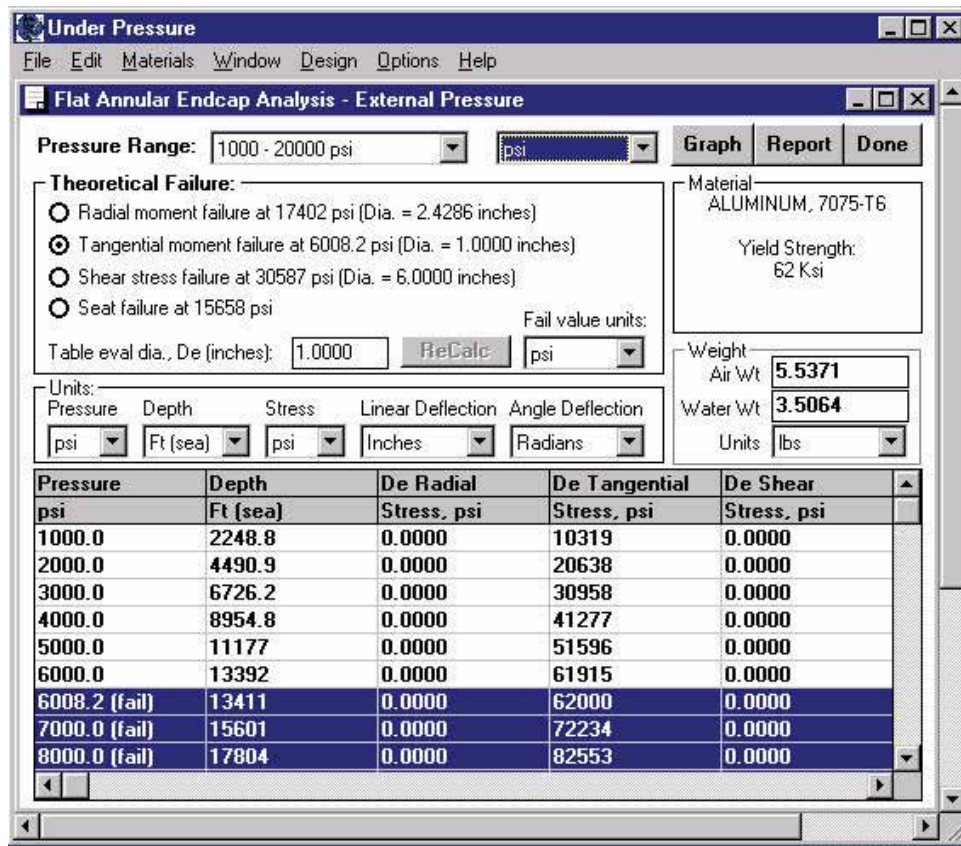 Under Pressure
File Edit Materials Window Design Options Help
Flat Annular Endcap Analysis - External Pressure
Pressure Range: 1000 - 20000 psi psi Graph Report Done
Theoretical Failure:
Radial moment failure at 17402 psi (Dia. = 2.4286 inches)
Tangential moment failure at 6008.2 psi (Dia. = 1.0000 inches)
Shear stress failure at 30587 psi (Dia. = 6.0000 inches)
Seat failure at 15658 psi
Fail value units:
Table eval dia., De (inches): 1.0000 ReCalc psi
Material
ALUMINUM, 7075-T6
Yield Strength:
62 Ksi
Weight
Air Wt 5.5371
Water Wt 3.5064
Units lbs
Units:
Pressure Depth Stress Linear Deflection Angle Deflection
psi Ft (sea) psi Inches Radians
Pressure Depth De Radial De Tangential De Shear
psi Ft (sea) Stress, psi Stress, psi Stress, psi
1000.0 2248.8 0.0000 10319 0.0000
2000.0 4490.9 0.0000 20638 0.0000
3000.0 6726.2 0.0000 30958 0.0000
4000.0 8954.8 0.0000 41277 0.0000
5000.0 11177 0.0000 51596 0.0000
6000.0 13392 0.0000 61915 0.0000
6008.2 (fail) 13411 0.0000 62000 0.0000
7000.0 (fail) 15601 0.0000 72234 0.0000
8000.0 (fail) 17804 0.0000 82553 0.0000